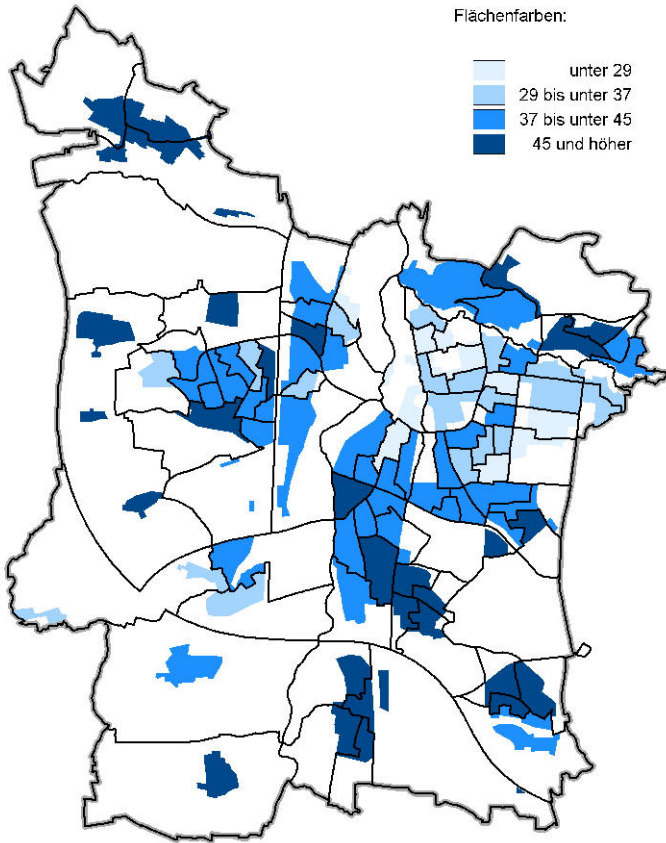 Flächenfarben:
unter 29
29 bis unter 37
37 bis unter 45
45 und höher